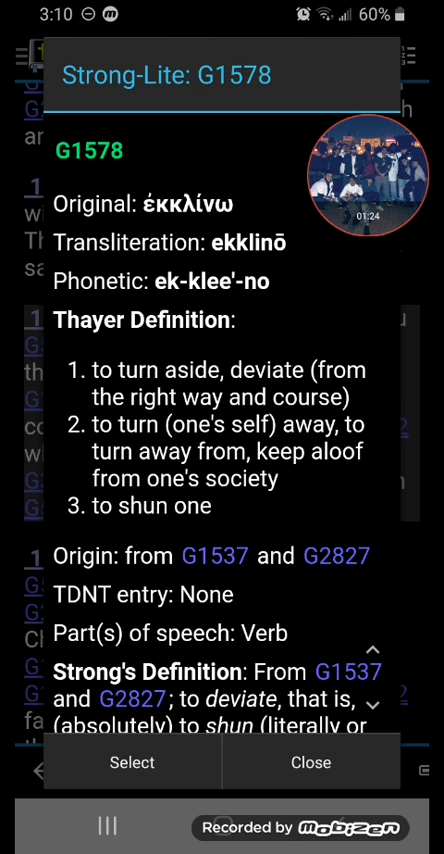 3:10
60%
Strong-Lite: G1578
G1578
01:24
Original: ἐκκλίνω
Transliteration: ekklinō
Phonetic: ek-klee'-no
Thayer Definition:
1. to turn aside, deviate (from
the right way and course)
2. to turn (one's self) away, to
turn away from, keep aloof
from one's society
3. to shun one
Origin: from G1537 and G2827
TDNT entry: None
Part(s) of speech: Verb
Strong's Definition: From G1537
and G2827; to deviate, that is,
(absolutely) to shun (literally or
Select
Close
Recorded by Mobizen